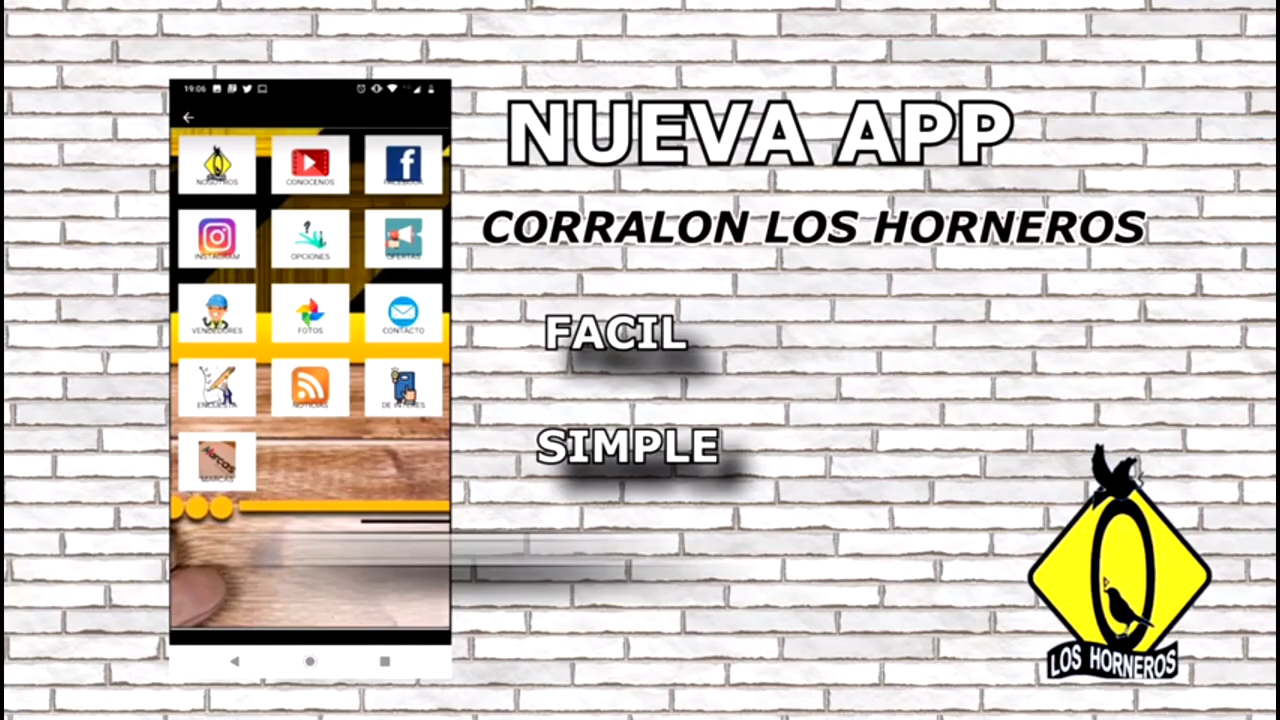 19:06
NOSOTROS
CONOCENOS
FACEBOOK
INSTAGRAM
OPCIONES
OFERTAS
VENDEDORES
FOTOS
CONTACTO
ENCUESTA
NOTICIAS
DE INTERES
Marcas
MARCAS
NUEVA APP
CORRALON LOS HORNEROS
FACIL
SIMPLE
LOS HORNEROS